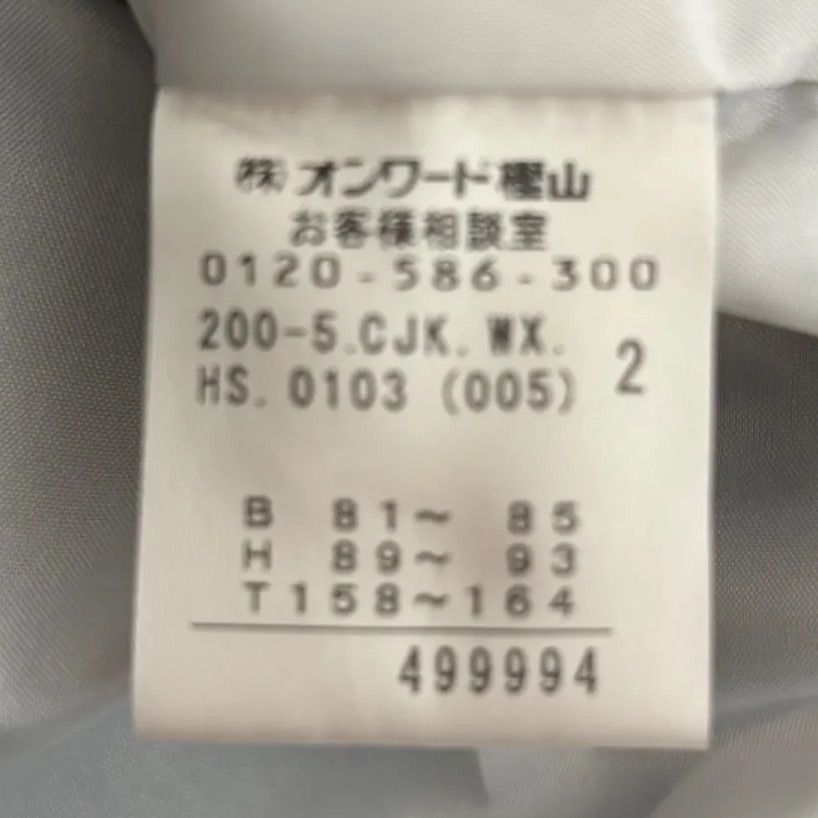 ㈱オンワード樫山
お客様相談室
0120-586-300
200-5.CJK.WX.
HS.0103 (005) 2
B 81～ 85
H 89～ 93
T158～164
499994